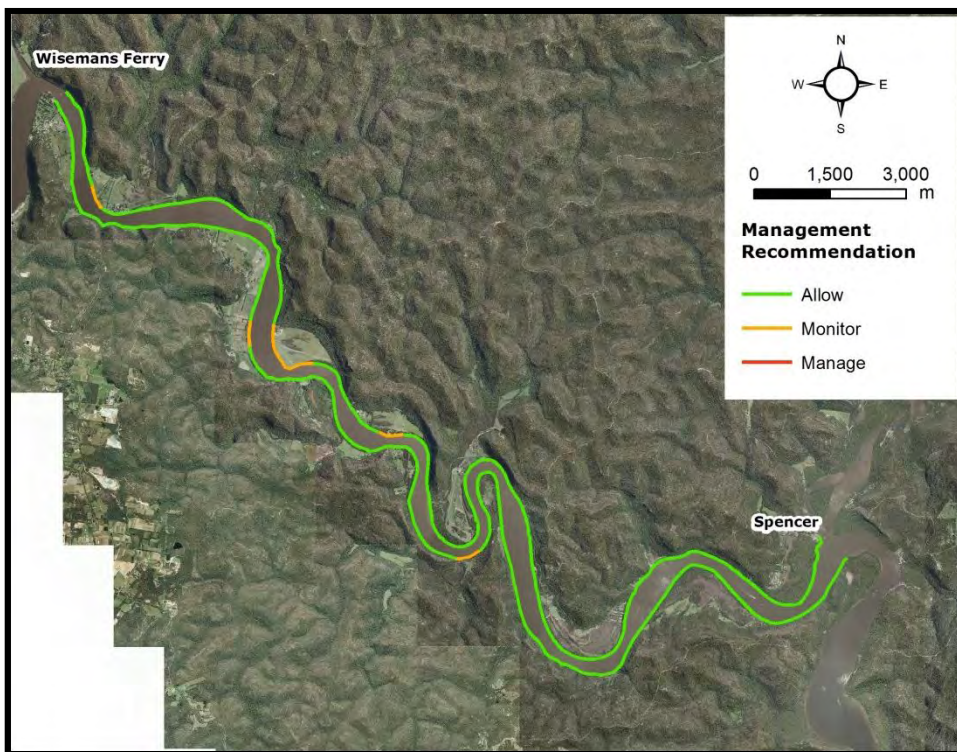 Wisemans Ferry
N
W E
S
0 1,500 3,000
m
Management
Recommendation
Allow
Monitor
Manage
Spencer